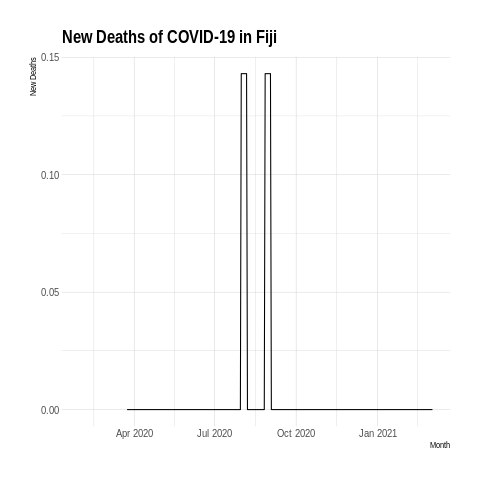 New Deaths of COVID-19 in Fiji
New Deaths
0.15
0.10
0.05
0.00
Apr 2020
Jul 2020
Oct 2020
Jan 2021
Month